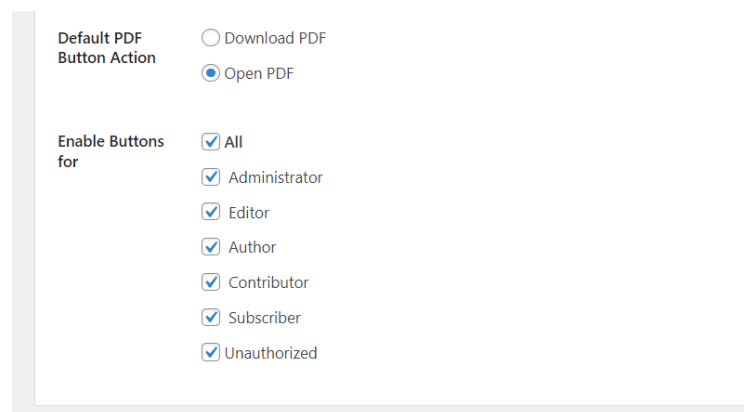 Default PDF
Button Action
Download PDF
Open PDF
Enable Buttons
for
All
Administrator
Editor
Author
Contributor
Subscriber
Unauthorized